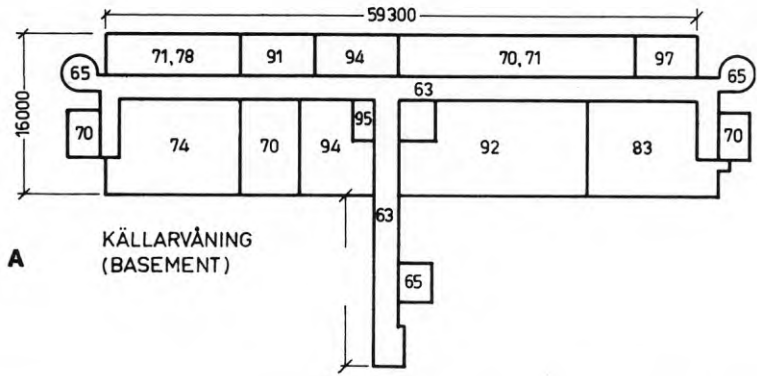 59300
71,78 91 94 70,71 97
65 65
63
16000
70 95 70
74 70 94 92 83
63
KÄLLARVÅNING
A
(BASEMENT)
65